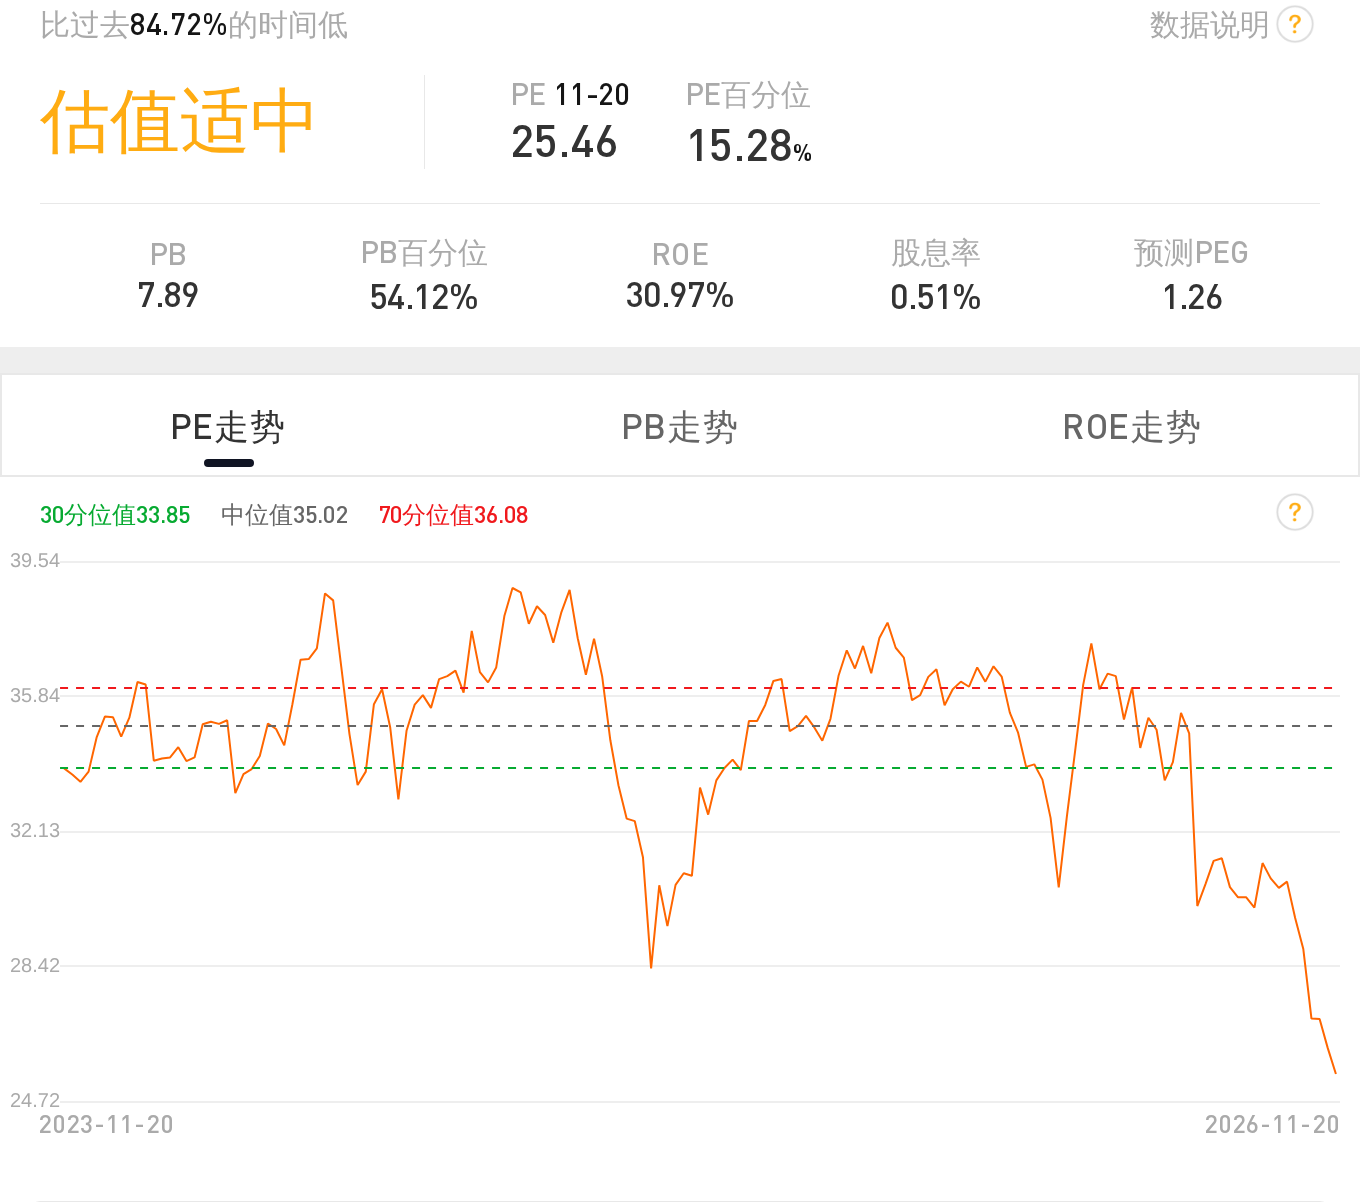 比过去84.72%的时间低 数据说明 ?
估值适中
PE 11-20 PE百分位
25.46 15.28%
PB PB百分位 ROE 股息率 预测PEG
7.89 54.12% 30.97% 0.51% 1.26
PE走势 PB走势 ROE走势
30分位值33.85 中位值35.02 70分位值36.08 ?
39.54
35.84
32.13
28.42
24.72
2023-11-20 2026-11-20